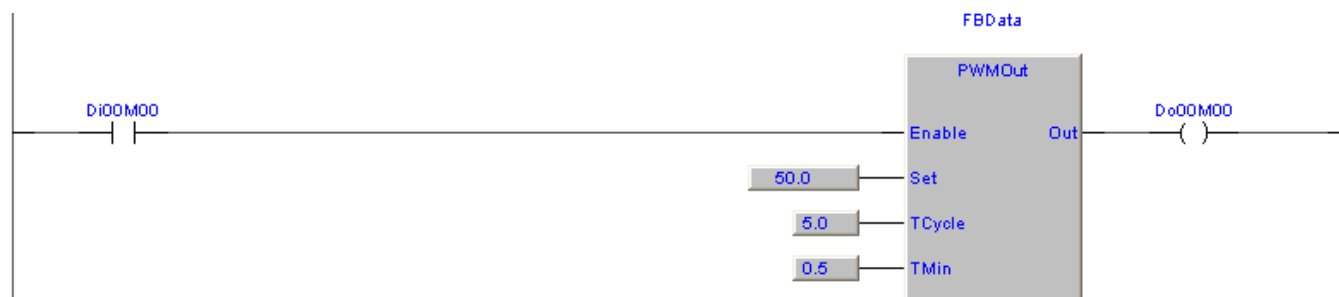 FBData
PWMOut
Di00M00
Do00M00
Enable Out
50.0 Set
5.0 TCycle
0.5 TMin